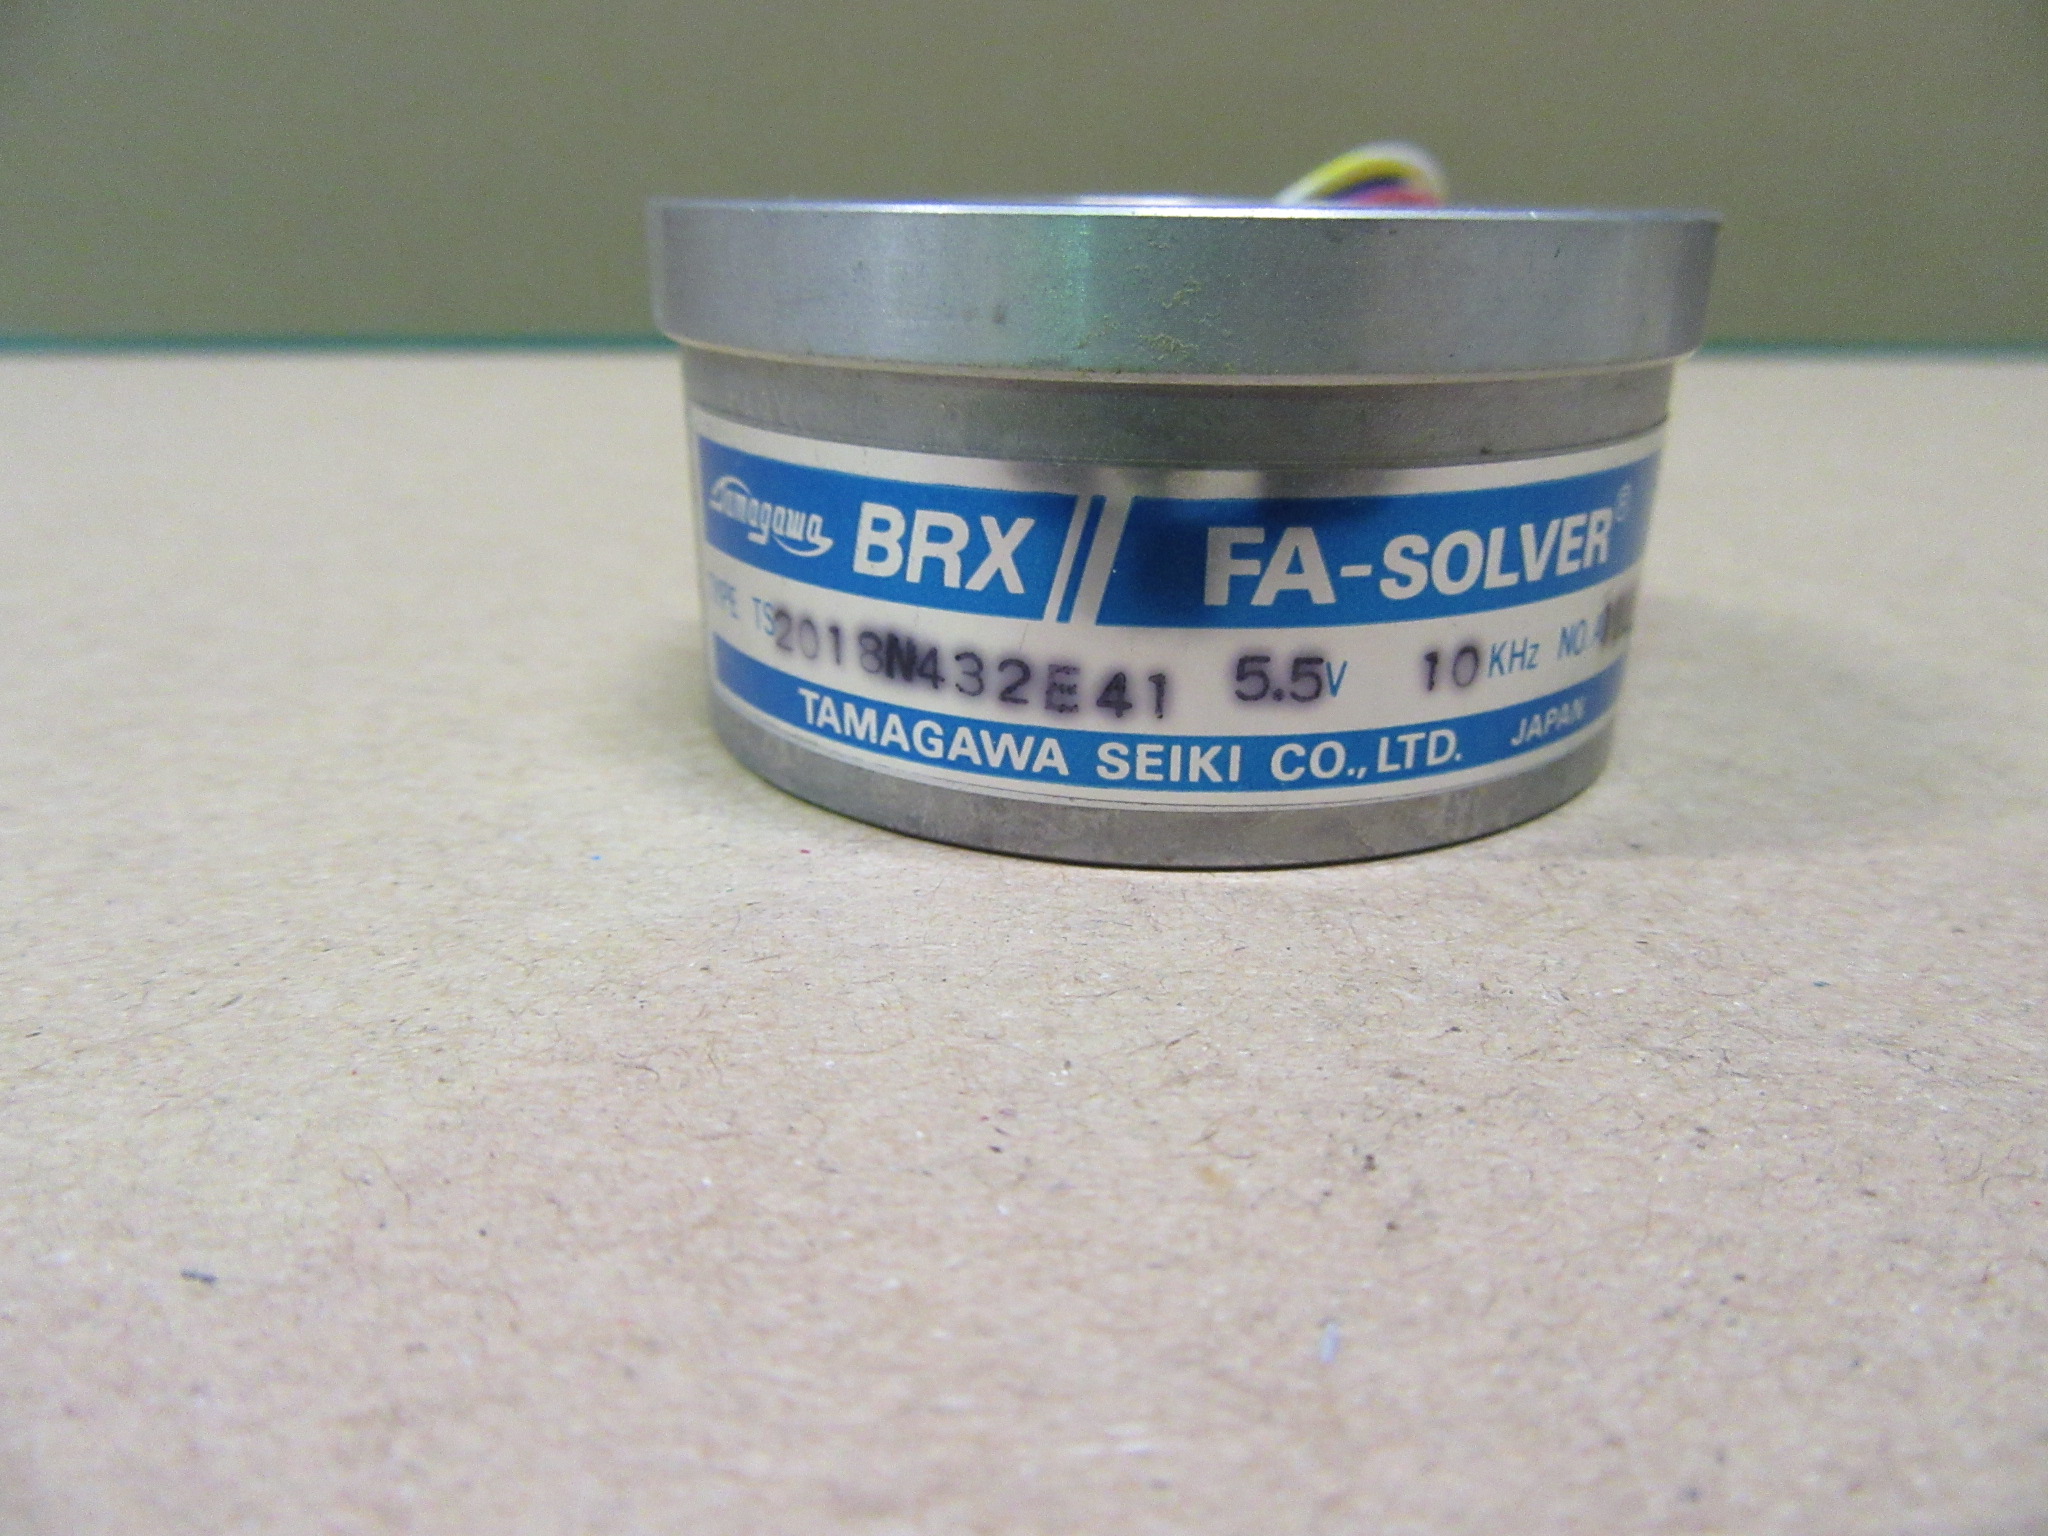 Tamagawa BRX FA-SOLVER®
TYPE TS2018N432E41 5.5V 10KHz NO.
TAMAGAWA SEIKI CO., LTD. JAPAN